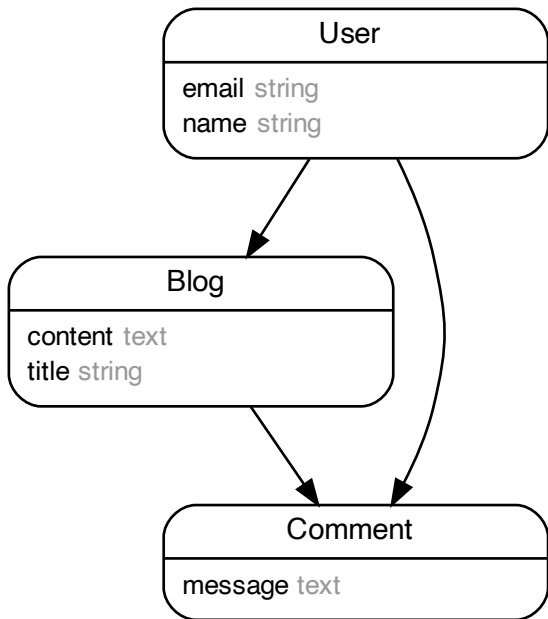 User
email string
name string
Blog
content text
title string
Comment
message text